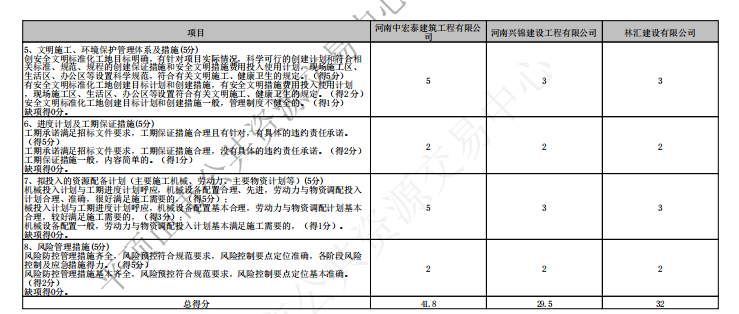 项目 河南中宏泰建筑工程有限公司 河南兴锦建设工程有限公司 林汇建设有限公司
5、文明施工、环境保护管理体系及措施(5分)
创安全文明标准化工地目标明确，有针对项目实际情况，科学可行的创建计划和符合相
关标准、规范、规程的创建保证措施和安全文明措施费用投入使用计划，现场施工区、
生活区、办公区等设置科学规范，符合有关文明施工、健康卫生的规定。（得5分）
有安全文明标准化工地创建目标计划和创建措施，有安全文明措施费用投入使用计划
，现场施工区、生活区、办公区等设置符合有关文明施工、健康卫生的规定。（得2分）
安全文明标准化工地创建目标计划和创建措施一般，管理制度不健全的。（得1分）
缺项得0分。
5 3 3
6、进度计划及工期保证措施(5分)
工期承诺满足招标文件要求，工期保证措施合理且有针对，有具体的违约责任承诺。
（得5分）
工期承诺满足招标文件要求，工期保证措施合理，没有具体的违约责任承诺。（得2分）
工期保证措施一般，内容简单的。（得1分）
缺项得0分。
2 2 2
7、拟投入的资源配备计划（主要施工机械、劳动力、主要物资计划等）(5分)
机械投入计划与工期进度计划呼应，机械设备配置合理、先进，劳动力与物资调配投入
计划合理、准确，很好满足施工需要的，（得5分）；
械投入计划与工期进度计划呼应，机械设备配置基本合理，劳动力与物资调配计划基本
合理，较好满足施工需要的，（得3分）；
机械设备配置一般，劳动力与物资调配投入计划基本满足施工需要的，（得1分）。
缺项得0分。
5 3 3
8、风险管理措施(5分)
风险防控管理措施齐全，风险预控符合规范要求，风险控制要点定位准确，各阶段风险
控制及应急措施得力。（得5分）
风险防控管理措施基本齐全，风险预控符合规范要求，风险控制要点定位基本准确。
（得2分）
缺项得0分。
2 2 2
总得分 41.8 29.5 32